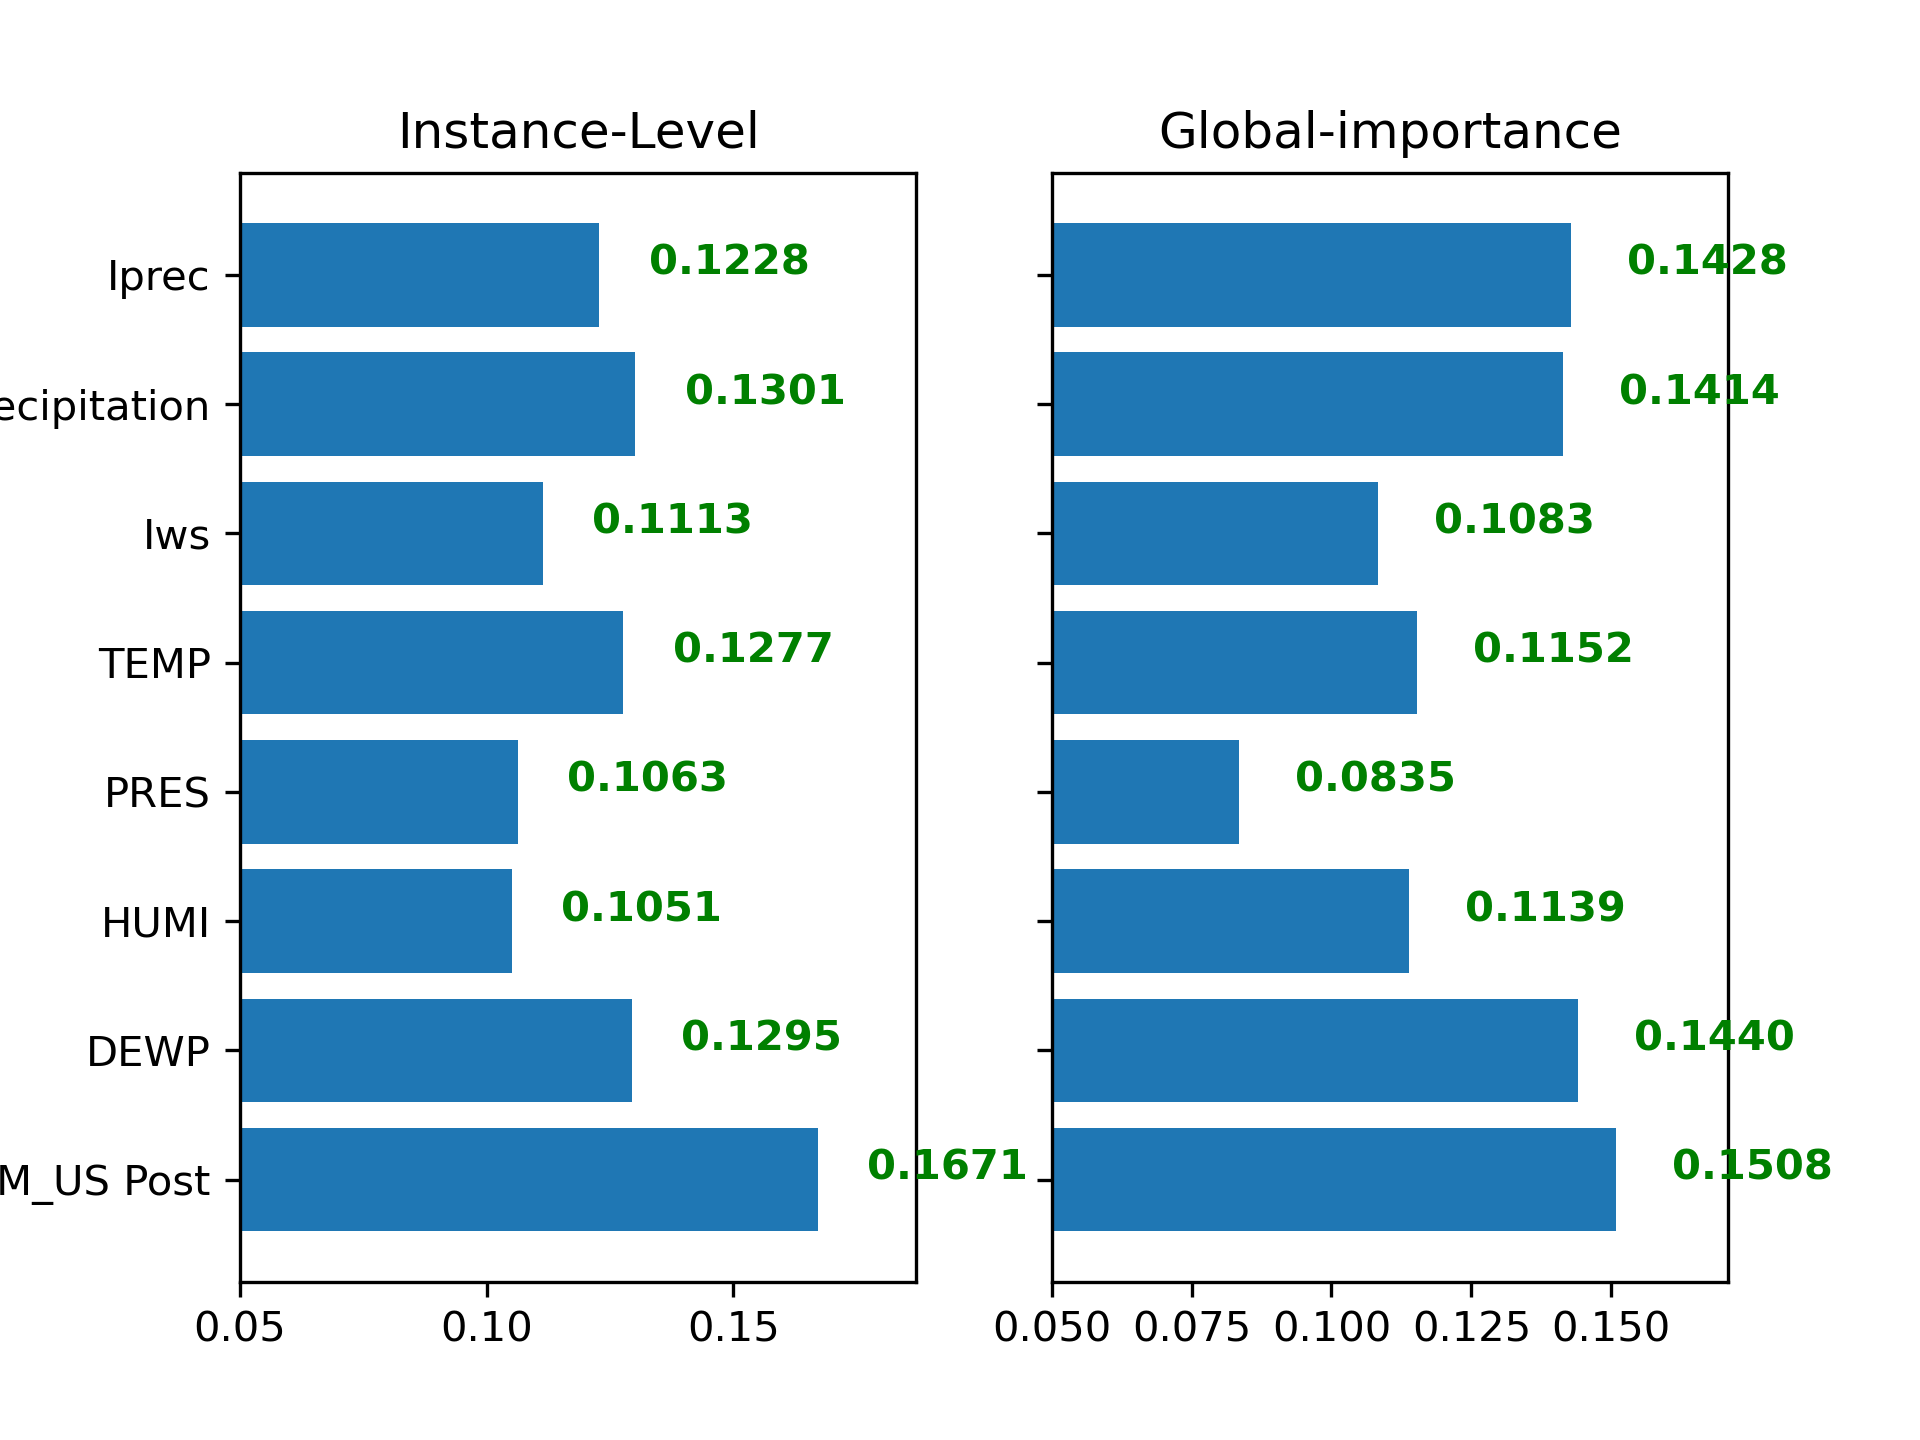 Instance-Level
Iprec
ecipitation
Iws
TEMP
PRES
HUMI
DEWP
M_US Post
0.1228
0.1301
0.1113
0.1277
0.1063
0.1051
0.1295
0.1671
0.05 0.10 0.15
Global-importance
0.1428
0.1414
0.1083
0.1152
0.0835
0.1139
0.1440
0.1508
0.050 0.075 0.100 0.125 0.150